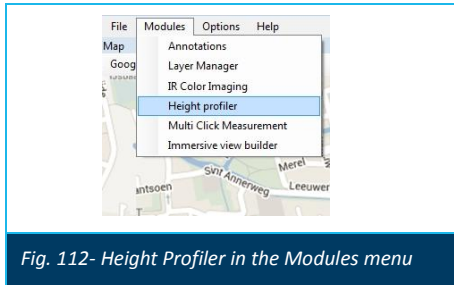 File Modules Options Help
Map Annotations
Goog Layer Manager
IR Color Imaging
Height profiler
Multi Click Measurement
Immersive view builder
Merel
Sint Annerweg
antsoen
Leeuwer
Fig. 112- Height Profiler in the Modules menu